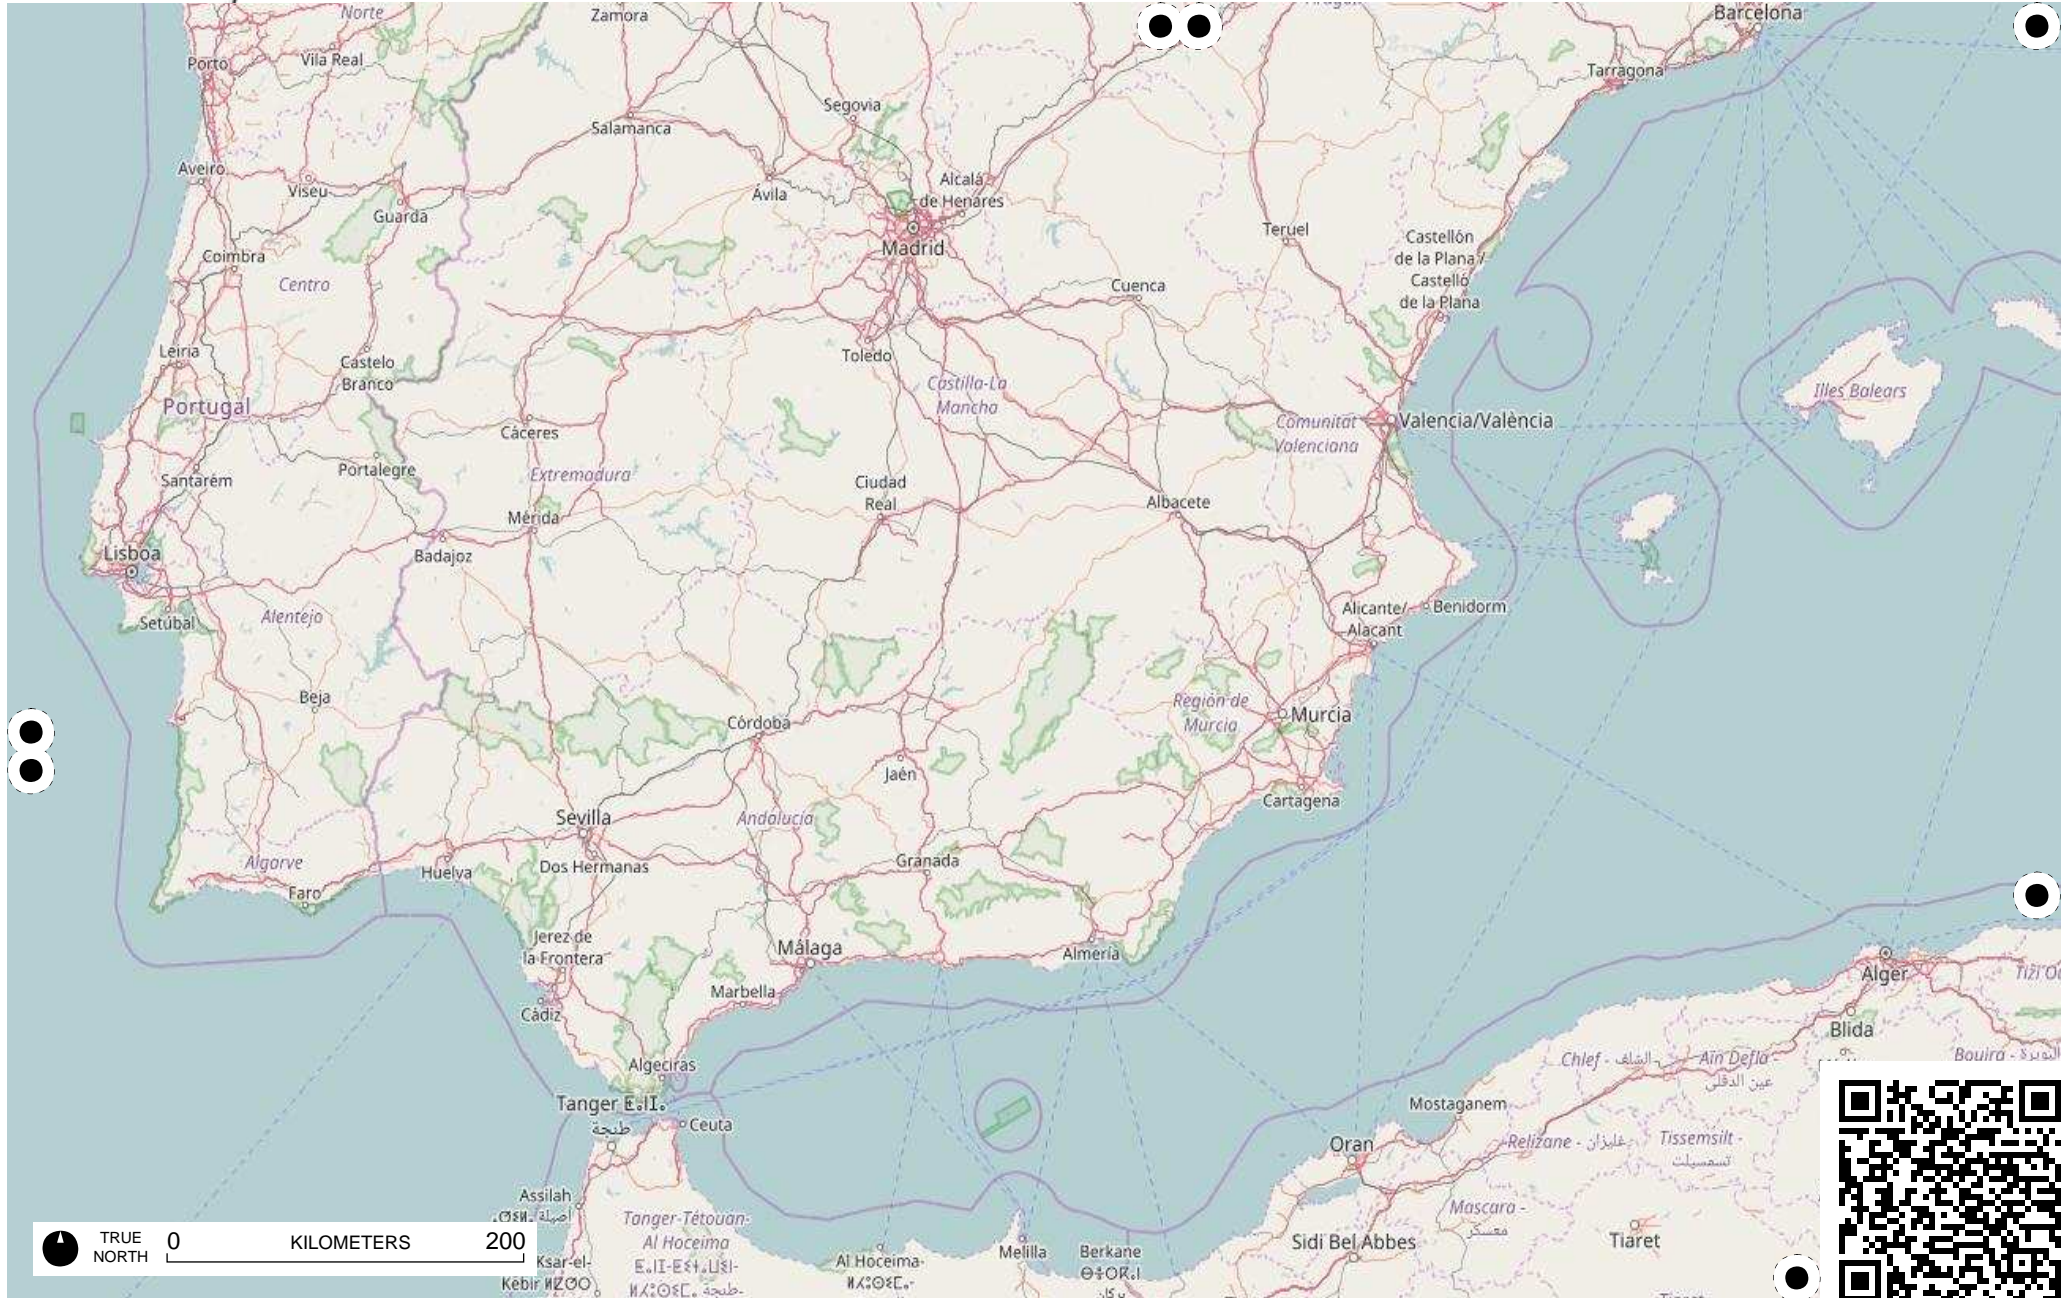 Norte
Zamora
Barcelona
Porto
Vila Real
Tarragona
Segovia
Salamanca
Aveiro
Viseu
Guarda
Ávila
Alcalá
de Henares
Madrid
Teruel
Castellón
de la Plana /
Castelló
de la Plana
Coimbra
Centro
Cuenca
Leiria
Castelo
Branco
Toledo
Castilla-La
Mancha
Illes Balears
Portugal
Cáceres
Comunitat
Valenciana
Valencia/València
Santarém
Portalegre
Extremadura
Ciudad
Real
Albacete
Mérida
Badajoz
Lisboa
Setúbal
Alentejo
Alicante/
Alacant
Benidorm
Beja
Córdoba
Región de
Murcia
Murcia
Jaén
Cartagena
Sevilla
Andalucía
Algarve
Faro
Huelva
Dos Hermanas
Granada
Jerez de
la Frontera
Málaga
Almería
Alger
Marbella
Cádiz
Blida
Algeciras
Chlef - الشلف
Aïn Defla -
عين الدفلى
Bouira -
Tanger ⵟⴰⵏⵊⴰ
طنجة
Ceuta
Mostaganem
Oran
Relizane - غليزان
Tissemsilt -
تسمسيلت
Assilah
أصيلة
Tanger-Tétouan-
Al Hoceima
طنجة-
Mascara -
معسكر
TRUE
NORTH
0 KILOMETERS 200
Ksar-el-
Kebir
Al Hoceima-
Melilla
Berkane
ⴱⴻⵔⴽⴰⵏ
بركان
Sidi Bel Abbes
Tiaret